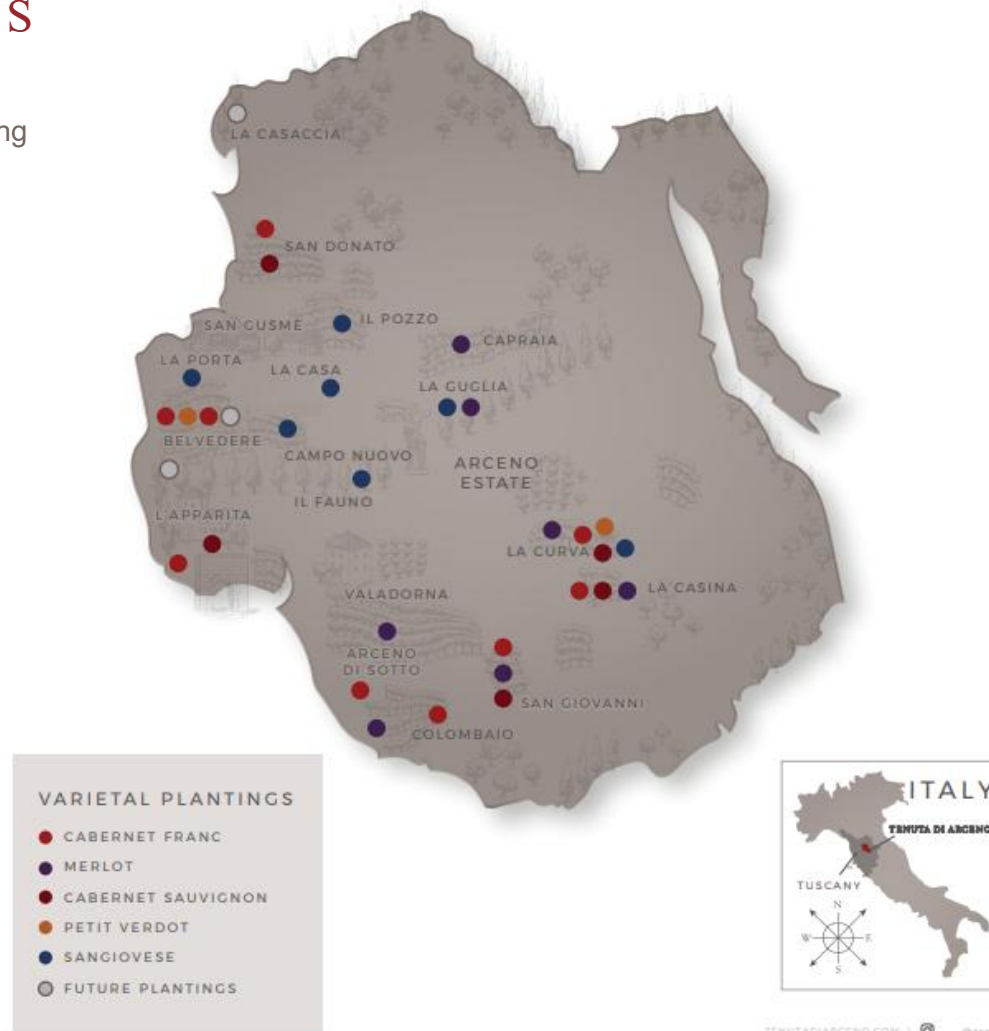 S
ng
LA CASACCIA
SAN DONATO
SAN GUSMÈ
IL POZZO
CAPRAIA
LA PORTA
LA CASA
LA GUGLIA
BELVEDERE
CAMPO NUOVO
ARCENO
ESTATE
IL FAUNO
L'APPARITA
LA CURVA
LA CASINA
VALADORNA
ARCENO
DI SOTTO
SAN GIOVANNI
COLOMBAIO
VARIETAL PLANTINGS
CABERNET FRANC
MERLOT
CABERNET SAUVIGNON
PETIT VERDOT
SANGIOVESE
FUTURE PLANTINGS
ITALY
TENUTA DI ARCENO
TUSCANY
N
W
E
S